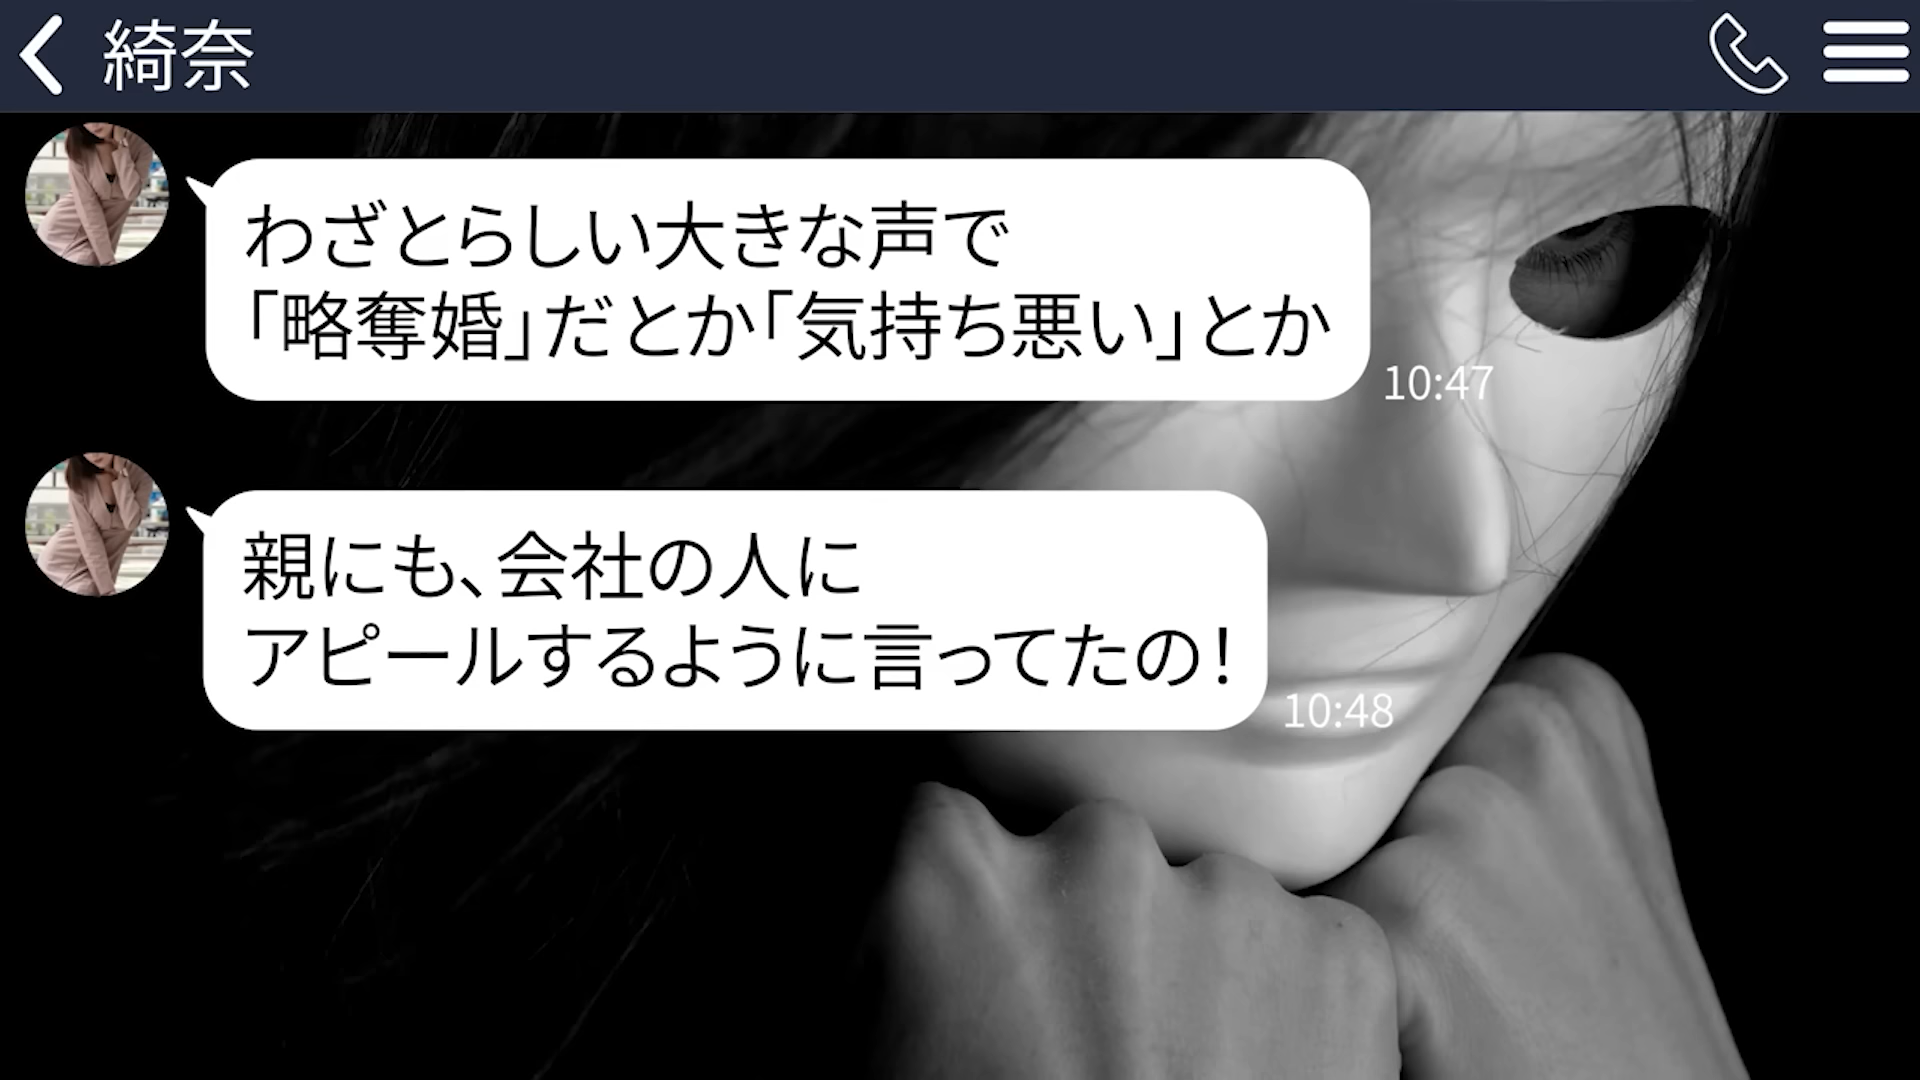 綺奈
わざとらしい大きな声で
「略奪婚」だとか「気持ち悪い」とか
10:47
親にも、会社の人に
アピールするように言ってたの!
10:48